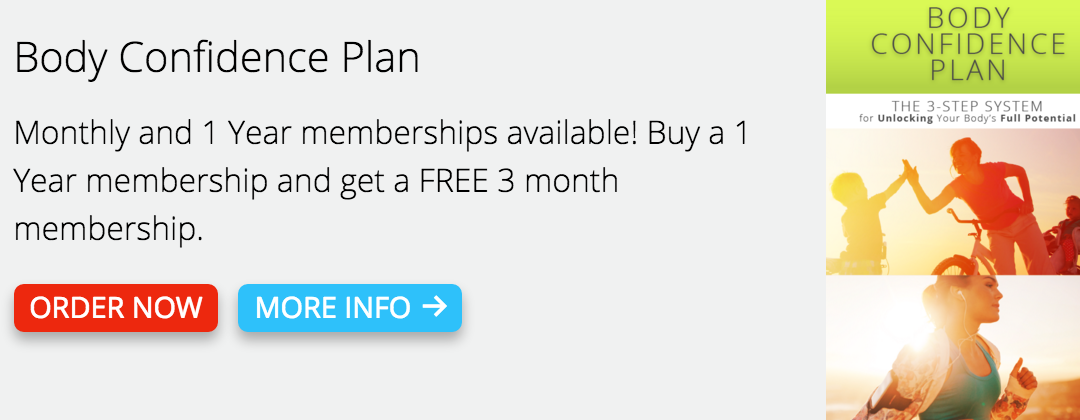 Body Confidence Plan
Monthly and 1 Year memberships available! Buy a 1
Year membership and get a FREE 3 month
membership.
ORDER NOW
MORE INFO →
BODY
CONFIDENCE
PLAN
THE 3-STEP SYSTEM
for Unlocking Your Body's Full Potential